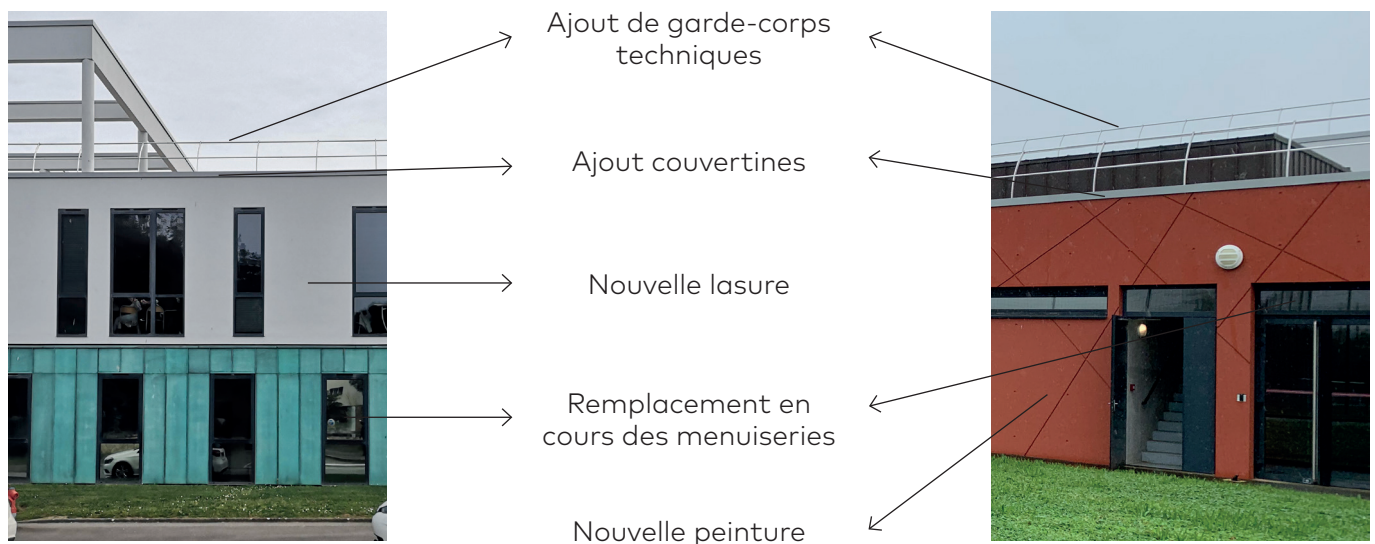 Ajout de garde-corps
techniques
Ajout couvertines
Nouvelle lasure
Remplacement en
cours des menuiseries
Nouvelle peinture